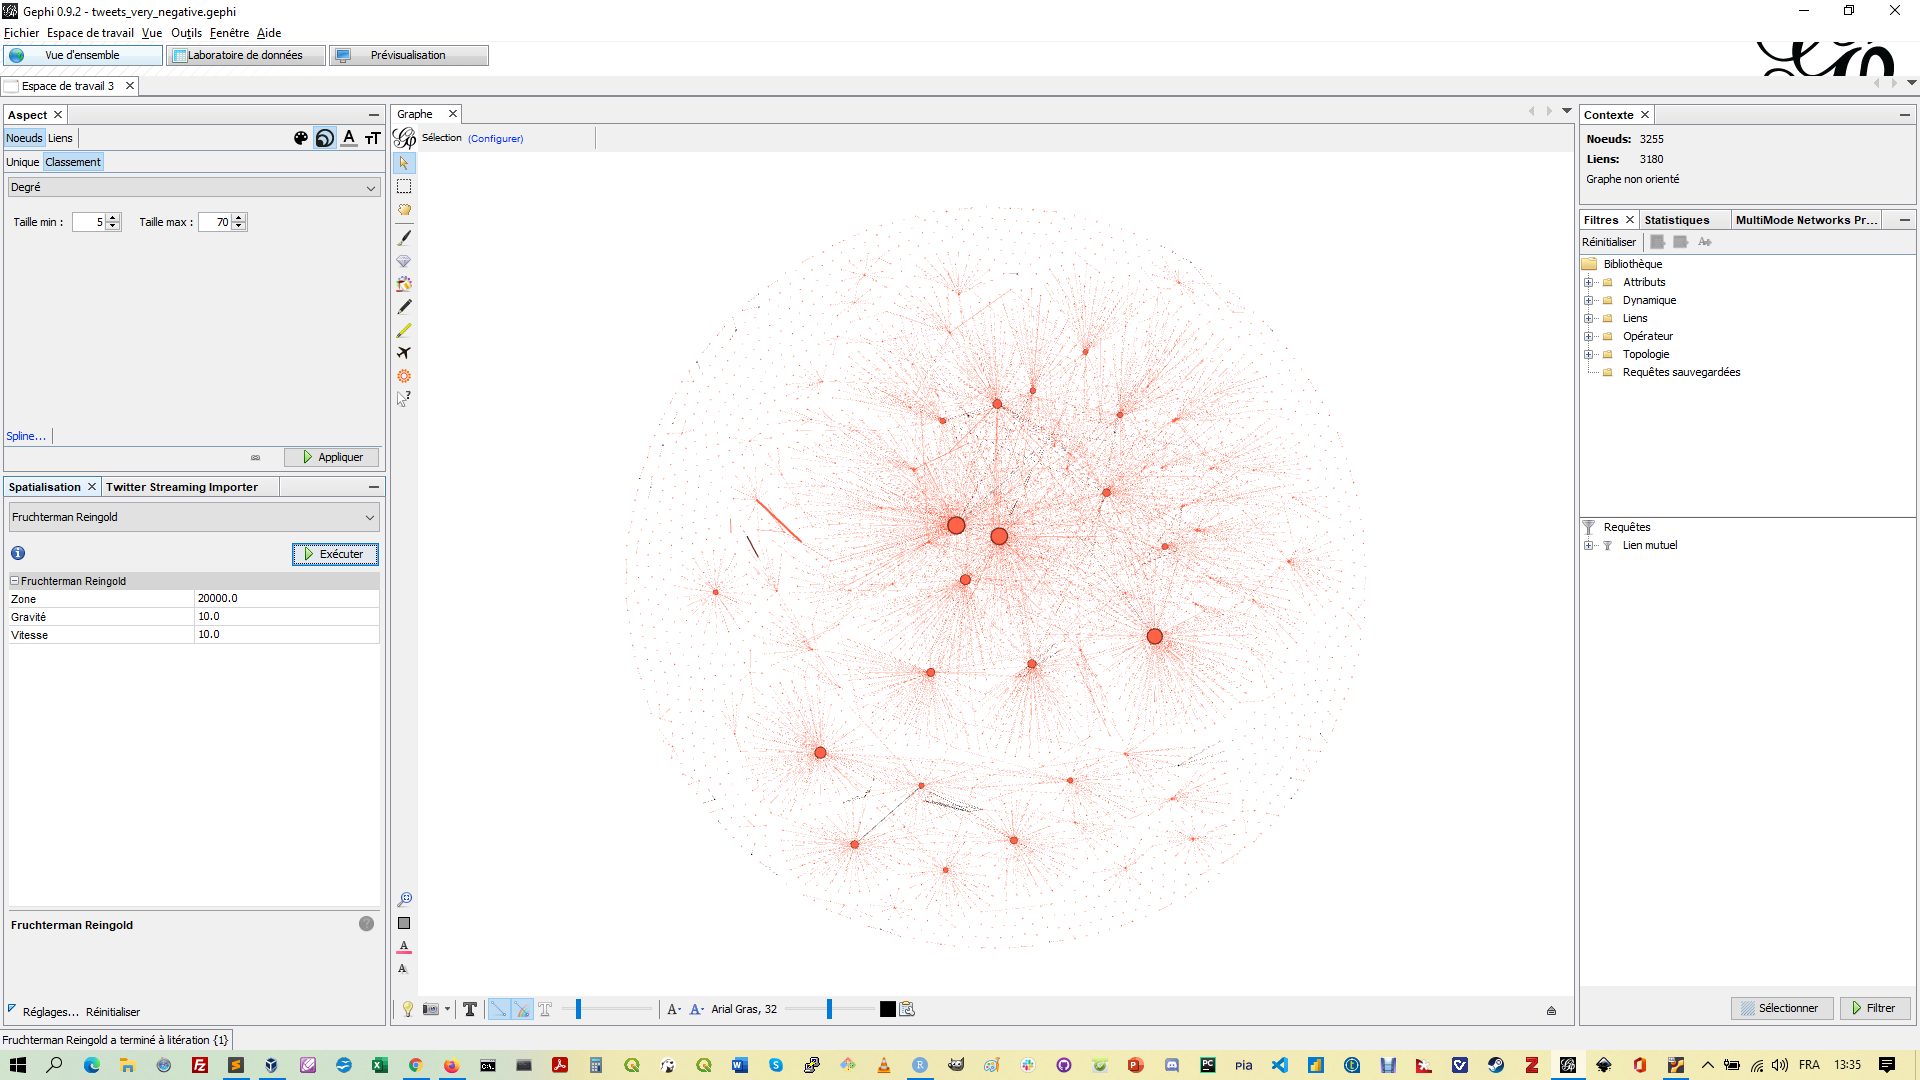 Gephi 0.9.2 - tweets_very_negative.gephi
Fichier Espace de travail Vue Outils Fenêtre Aide
Vue d'ensemble Laboratoire de données Prévisualisation
Espace de travail 3
Aspect
Noeuds Liens
Unique Classement
Degré
Taille min : 5 Taille max : 70
Spline...
Appliquer
Spatialisation Twitter Streaming Importer
Fruchterman Reingold
Exécuter
Fruchterman Reingold
Zone 20000.0
Gravité 10.0
Vitesse 10.0
Fruchterman Reingold
Réglages... Réinitialiser
Fruchterman Reingold a terminé à litération {1}
Graphe
Sélection (Configurer)
Arial Gras, 32
Contexte
Noeuds: 3255
Liens: 3180
Graphe non orienté
Filtres Statistiques MultiMode Networks Pr...
Réinitialiser
Bibliothèque
Attributs
Dynamique
Liens
Opérateur
Topologie
Requêtes sauvegardées
Requêtes
Lien mutuel
Sélectionner Filtrer
pia
FRA 13:35